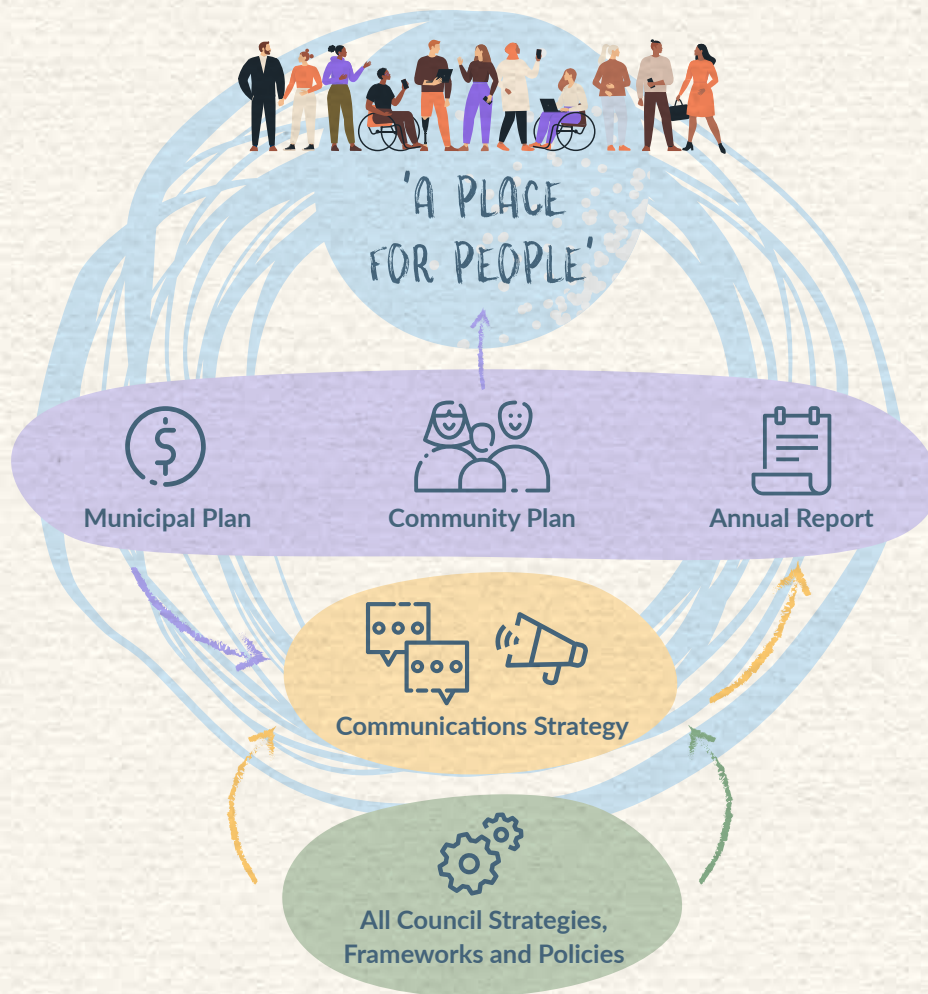 'A PLACE
FOR PEOPLE'
Municipal Plan
Community Plan
Annual Report
Communications Strategy
All Council Strategies,
Frameworks and Policies